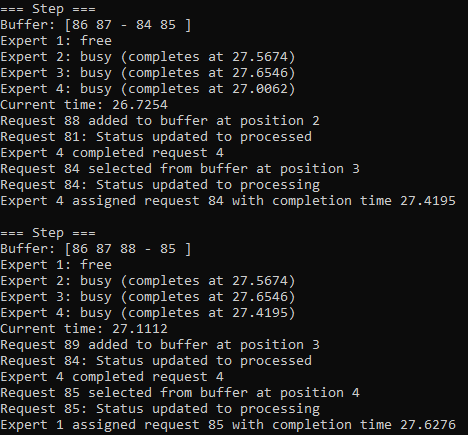 === Step ===
Buffer: [86 87 - 84 85 ]
Expert 1: free
Expert 2: busy (completes at 27.5674)
Expert 3: busy (completes at 27.6546)
Expert 4: busy (completes at 27.0062)
Current time: 26.7254
Request 88 added to buffer at position 2
Request 81: Status updated to processed
Expert 4 completed request 4
Request 84 selected from buffer at position 3
Request 84: Status updated to processing
Expert 4 assigned request 84 with completion time 27.4195

=== Step ===
Buffer: [86 87 88 - 85 ]
Expert 1: free
Expert 2: busy (completes at 27.5674)
Expert 3: busy (completes at 27.6546)
Expert 4: busy (completes at 27.4195)
Current time: 27.1112
Request 89 added to buffer at position 3
Request 84: Status updated to processed
Expert 4 completed request 4
Request 85 selected from buffer at position 4
Request 85: Status updated to processing
Expert 1 assigned request 85 with completion time 27.6276